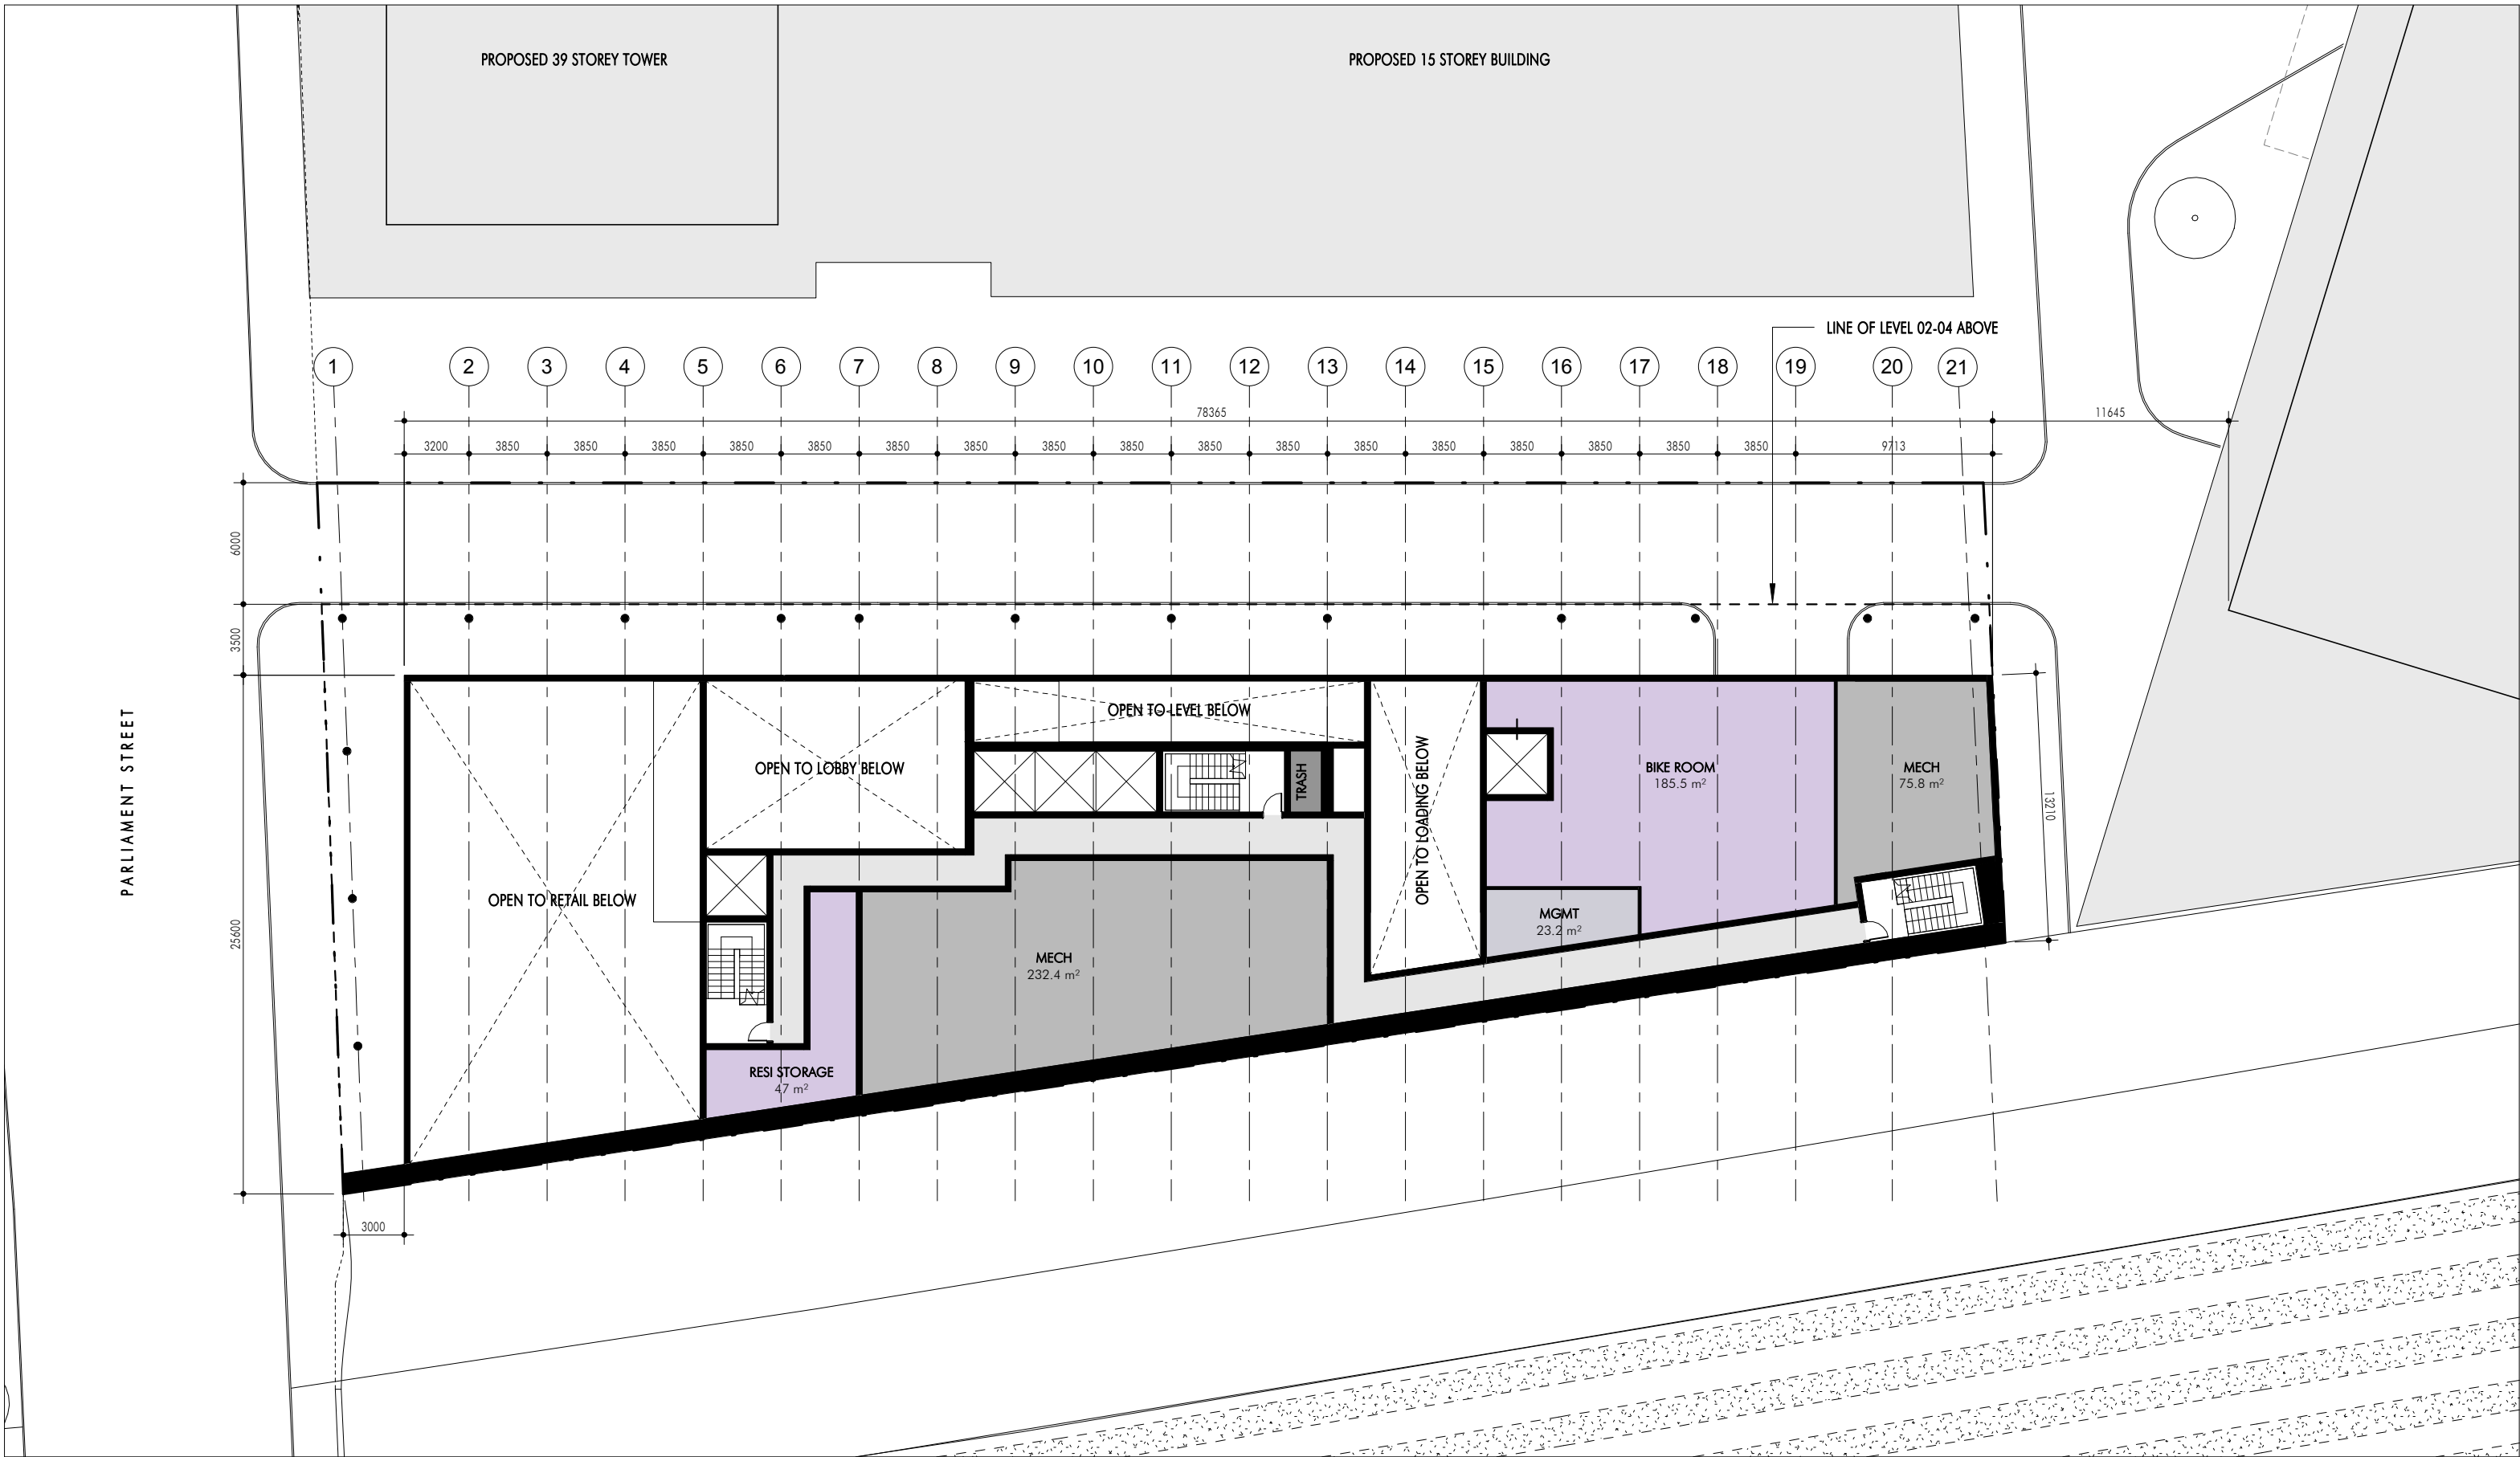 PROPOSED 39 STOREY TOWER
PROPOSED 15 STOREY BUILDING
LINE OF LEVEL 02-04 ABOVE
1 2 3 4 5 6 7 8 9 10 11 12 13 14 15 16 17 18 19 20 21
78365
11645
3200 3850 3850 3850 3850 3850 3850 3850 3850 3850 3850 3850 3850 3850 3850 3850 3850 3850 9713
6000
3500
25600
13210
3000
PARLIAMENT STREET
OPEN TO RETAIL BELOW
OPEN TO LOBBY BELOW
OPEN TO LEVEL BELOW
TRASH
OPEN TO LOADING BELOW
BIKE ROOM
185.5 m²
MECH
75.8 m²
MGMT
23.2 m²
MECH
232.4 m²
RESI STORAGE
47 m²